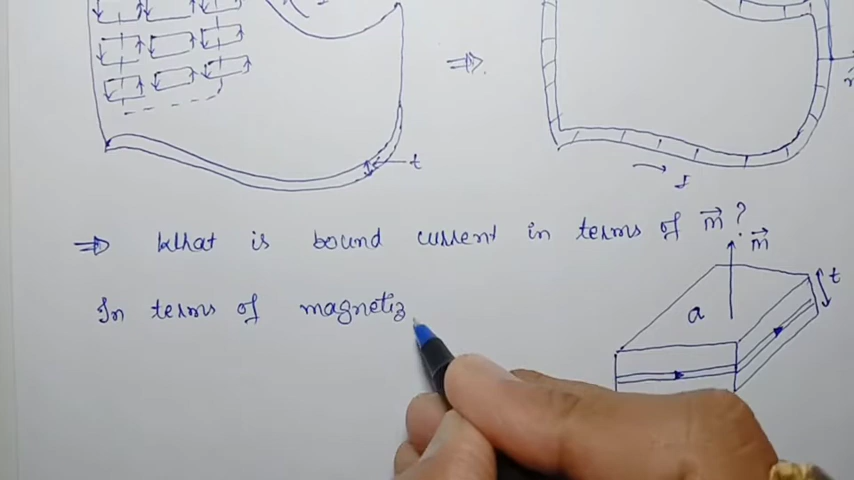 t
I
⇒ What is bound current in terms of m⃗ ?
m⃗
t
a
In terms of magnetiz